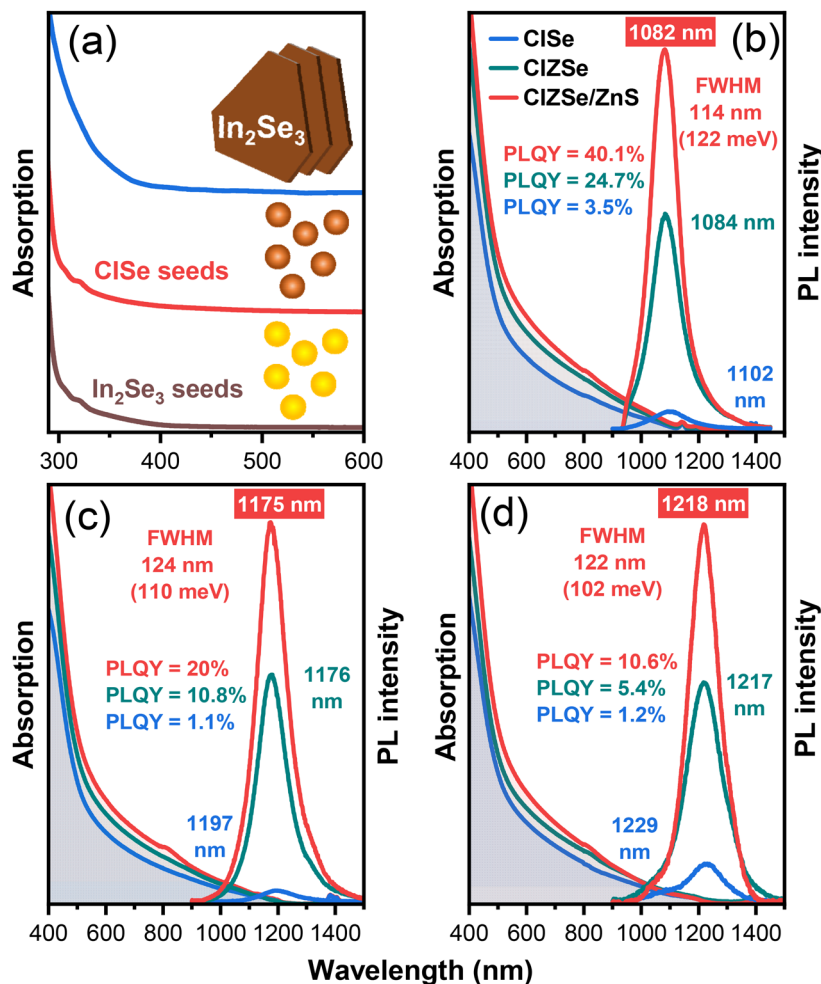 (a)
In₂Se₃
CISe seeds
In₂Se₃ seeds
Absorption
300
400
500
600
(b)
CISe
CIZSe
CIZSe/ZnS
1082 nm
FWHM
114 nm
(122 meV)
PLQY = 40.1%
PLQY = 24.7%
PLQY = 3.5%
1084 nm
1102
nm
Absorption
PL intensity
400
600
800
1000
1200
1400
(c)
1175 nm
FWHM
124 nm
(110 meV)
PLQY = 20%
PLQY = 10.8%
PLQY = 1.1%
1176
nm
1197
nm
Absorption
PL intensity
400
600
800
1000
1200
1400
(d)
1218 nm
FWHM
122 nm
(102 meV)
PLQY = 10.6%
PLQY = 5.4%
PLQY = 1.2%
1217
nm
1229
nm
Absorption
PL intensity
400
600
800
1000
1200
1400
Wavelength (nm)